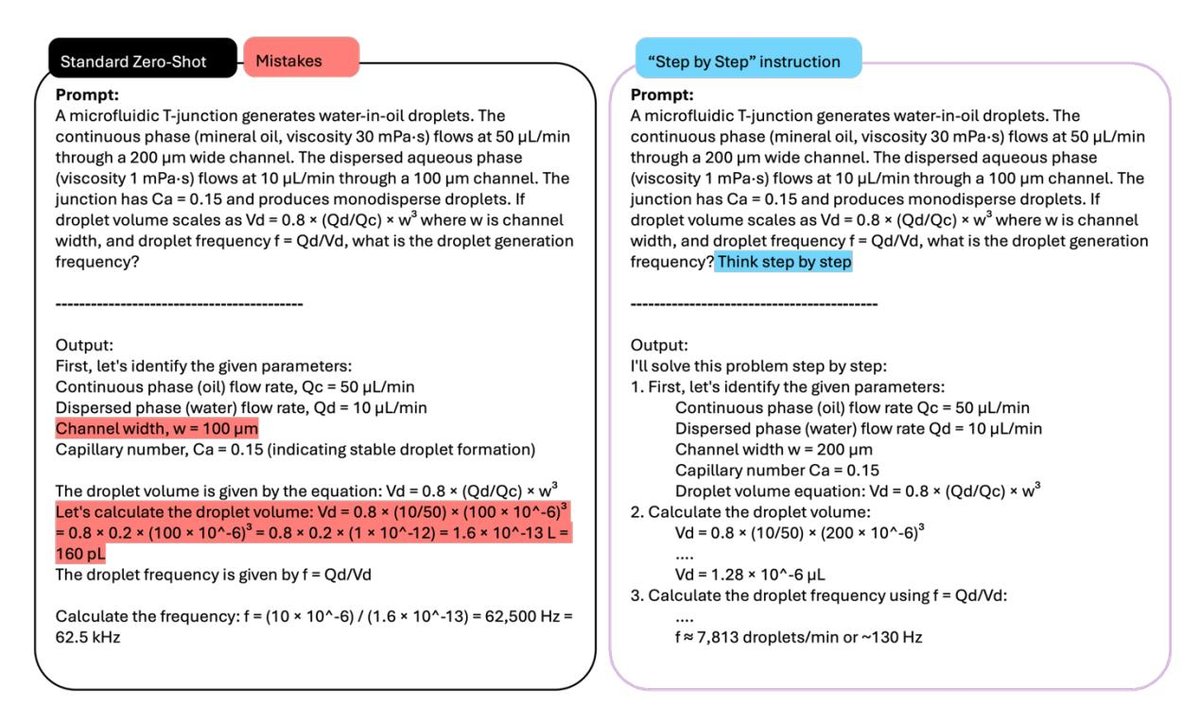 Standard Zero-Shot
Mistakes
Prompt:
A microfluidic T-junction generates water-in-oil droplets. The
continuous phase (mineral oil, viscosity 30 mPa·s) flows at 50 µL/min
through a 200 µm wide channel. The dispersed aqueous phase
(viscosity 1 mPa·s) flows at 10 µL/min through a 100 µm channel. The
junction has Ca = 0.15 and produces monodisperse droplets. If
droplet volume scales as Vd = 0.8 × (Qd/Qc) × w³ where w is channel
width, and droplet frequency f = Qd/Vd, what is the droplet generation
frequency?
-----------------------------------------
Output:
First, let's identify the given parameters:
Continuous phase (oil) flow rate, Qc = 50 µL/min
Dispersed phase (water) flow rate, Qd = 10 µL/min
Channel width, w = 100 µm
Capillary number, Ca = 0.15 (indicating stable droplet formation)
The droplet volume is given by the equation: Vd = 0.8 × (Qd/Qc) × w³
Let's calculate the droplet volume: Vd = 0.8 × (10/50) × (100 × 10^-6)³
= 0.8 × 0.2 × (100 × 10^-6)³ = 0.8 × 0.2 × (1 × 10^-12) = 1.6 × 10^-13 L =
160 pL
The droplet frequency is given by f = Qd/Vd
Calculate the frequency: f = (10 × 10^-6) / (1.6 × 10^-13) = 62,500 Hz =
62.5 kHz
“Step by Step” instruction
Prompt:
A microfluidic T-junction generates water-in-oil droplets. The
continuous phase (mineral oil, viscosity 30 mPa·s) flows at 50 µL/min
through a 200 µm wide channel. The dispersed aqueous phase
(viscosity 1 mPa·s) flows at 10 µL/min through a 100 µm channel. The
junction has Ca = 0.15 and produces monodisperse droplets. If
droplet volume scales as Vd = 0.8 × (Qd/Qc) × w³ where w is channel
width, and droplet frequency f = Qd/Vd, what is the droplet generation
frequency? Think step by step
-----------------------------------------
Output:
I'll solve this problem step by step:
1. First, let's identify the given parameters:
Continuous phase (oil) flow rate Qc = 50 µL/min
Dispersed phase (water) flow rate Qd = 10 µL/min
Channel width w = 200 µm
Capillary number Ca = 0.15
Droplet volume equation: Vd = 0.8 × (Qd/Qc) × w³
2. Calculate the droplet volume:
Vd = 0.8 × (10/50) × (200 × 10^-6)³
....
Vd = 1.28 × 10^-6 µL
3. Calculate the droplet frequency using f = Qd/Vd:
....
f ≈ 7,813 droplets/min or ~130 Hz